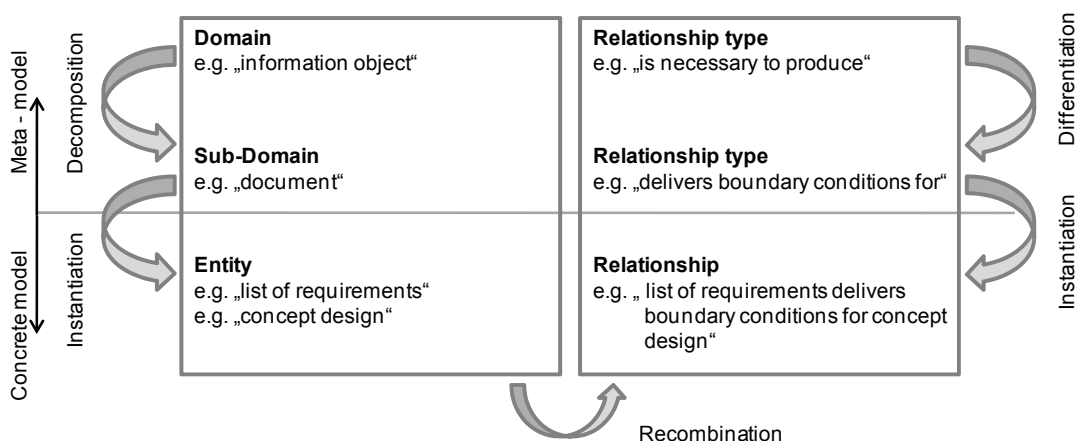 Meta - model
Concrete model
Decomposition
Instantiation
Domain
e.g. „information object“
Sub-Domain
e.g. „document“
Entity
e.g. „list of requirements“
e.g. „concept design“
Relationship type
e.g. „is necessary to produce“
Relationship type
e.g. „delivers boundary conditions for“
Relationship
e.g. „ list of requirements delivers
boundary conditions for concept
design“
Differentiation
Instantiation
Recombination